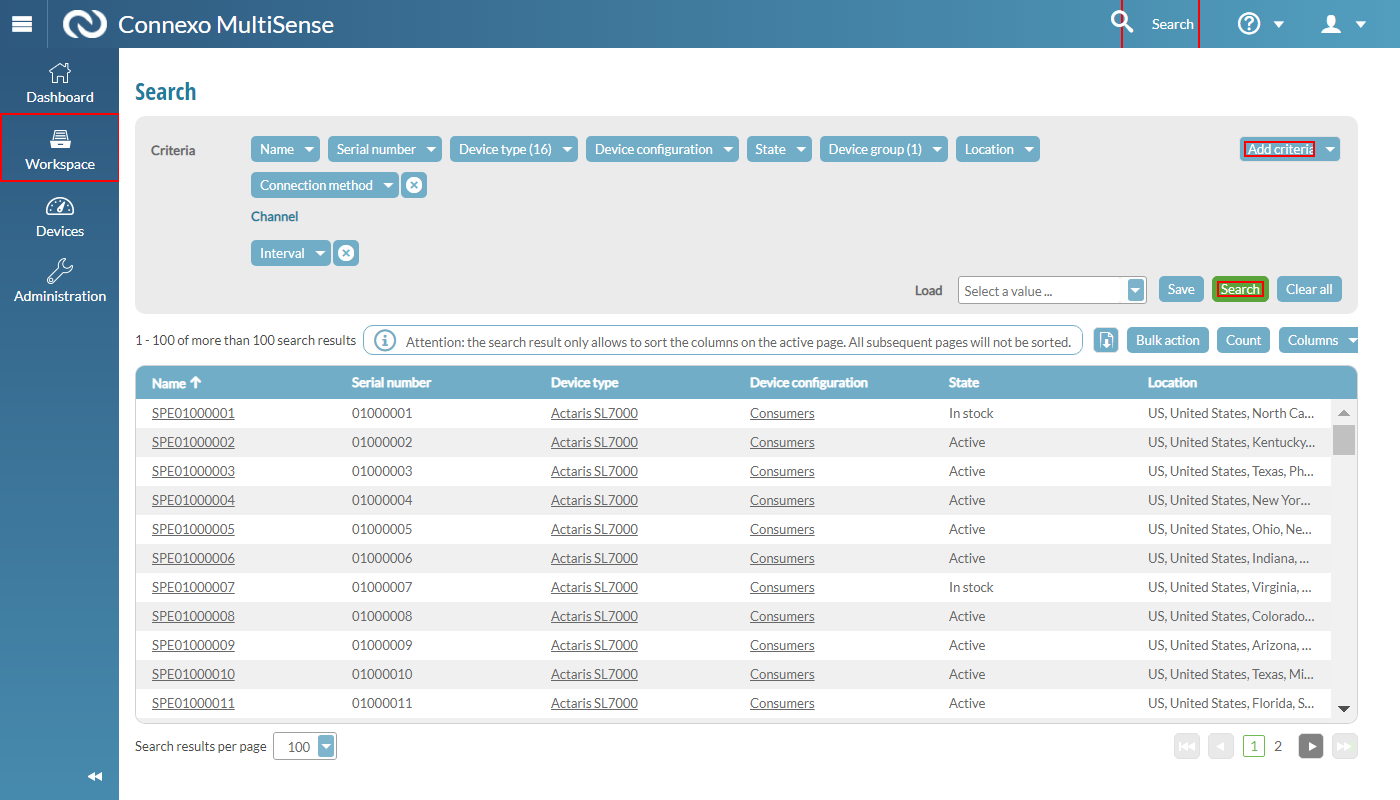 Connexo MultiSense
Search
Dashboard
Workspace
Devices
Administration
Search
Criteria
Name
Serial number
Device type (16)
Device configuration
State
Device group (1)
Location
Add criteria
Connection method
Channel
Interval
Load
Select a value ...
Save
Search
Clear all
1 - 100 of more than 100 search results
Attention: the search result only allows to sort the columns on the active page. All subsequent pages will not be sorted.
Bulk action
Count
Columns
Name Serial number Device type Device configuration State Location
SPE01000001 01000001 Actaris SL7000 Consumers In stock US, United States, North Ca...
SPE01000002 01000002 Actaris SL7000 Consumers Active US, United States, Kentucky...
SPE01000003 01000003 Actaris SL7000 Consumers Active US, United States, Texas, Ph...
SPE01000004 01000004 Actaris SL7000 Consumers Active US, United States, New Yor...
SPE01000005 01000005 Actaris SL7000 Consumers Active US, United States, Ohio, Ne...
SPE01000006 01000006 Actaris SL7000 Consumers Active US, United States, Indiana, ...
SPE01000007 01000007 Actaris SL7000 Consumers In stock US, United States, Virginia, ...
SPE01000008 01000008 Actaris SL7000 Consumers Active US, United States, Colorado...
SPE01000009 01000009 Actaris SL7000 Consumers Active US, United States, Arizona, ...
SPE01000010 01000010 Actaris SL7000 Consumers Active US, United States, Texas, Mi...
SPE01000011 01000011 Actaris SL7000 Consumers Active US, United States, Florida, S...
Search results per page 100
1 2